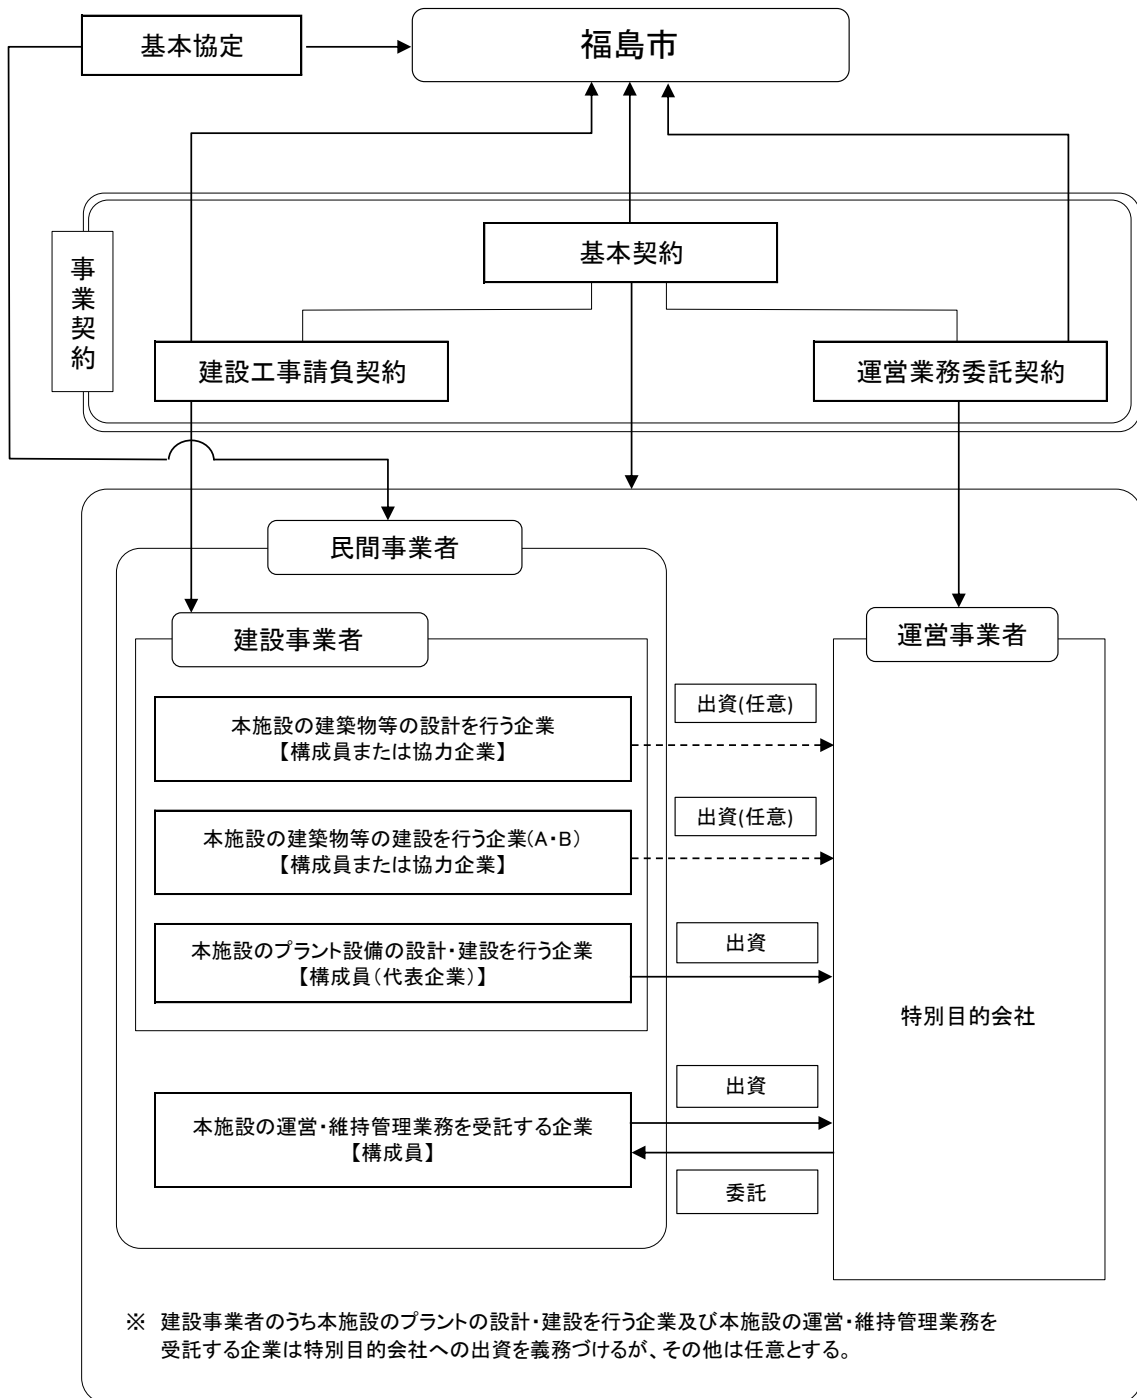 基本協定
福島市
基本契約
事業契約
建設工事請負契約
運営業務委託契約
民間事業者
建設事業者
運営事業者
本施設の建築物等の設計を行う企業
【構成員または協力企業】
出資(任意)
本施設の建築物等の建設を行う企業(A・B)
【構成員または協力企業】
出資(任意)
本施設のプラント設備の設計・建設を行う企業
【構成員(代表企業)】
出資
特別目的会社
本施設の運営・維持管理業務を受託する企業
【構成員】
出資
委託
※ 建設事業者のうち本施設のプラントの設計・建設を行う企業及び本施設の運営・維持管理業務を
受託する企業は特別目的会社への出資を義務づけるが、その他は任意とする。